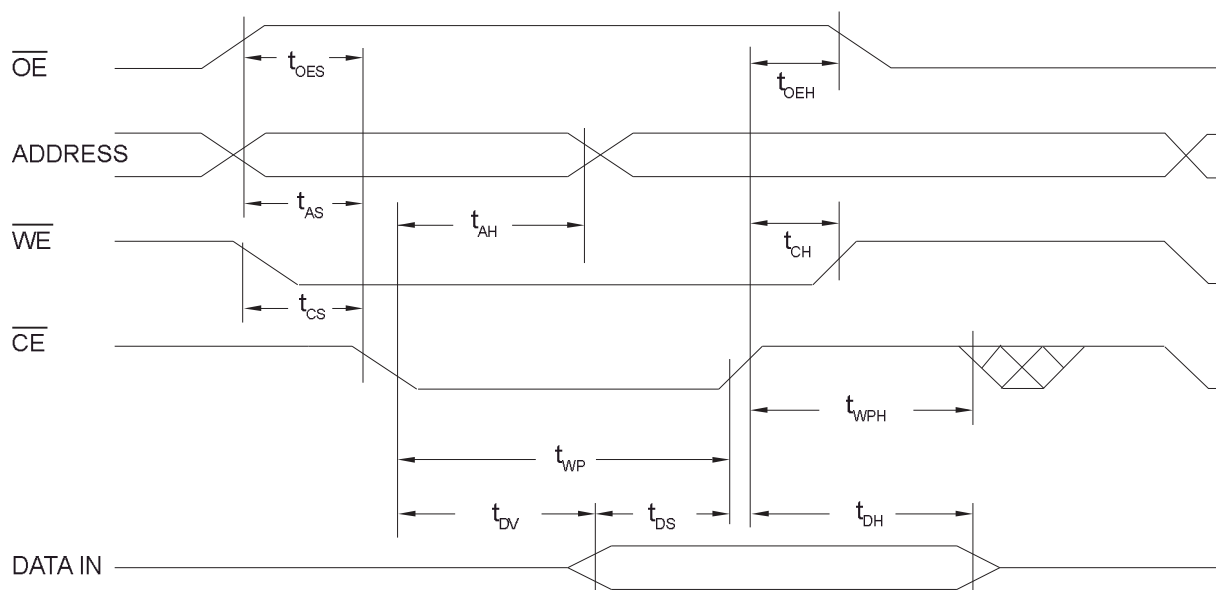 OE
tOES
tOEH
ADDRESS
tAS
tAH
WE
tCH
tCS
CE
tWPH
tWP
tDV
tDS
tDH
DATA IN